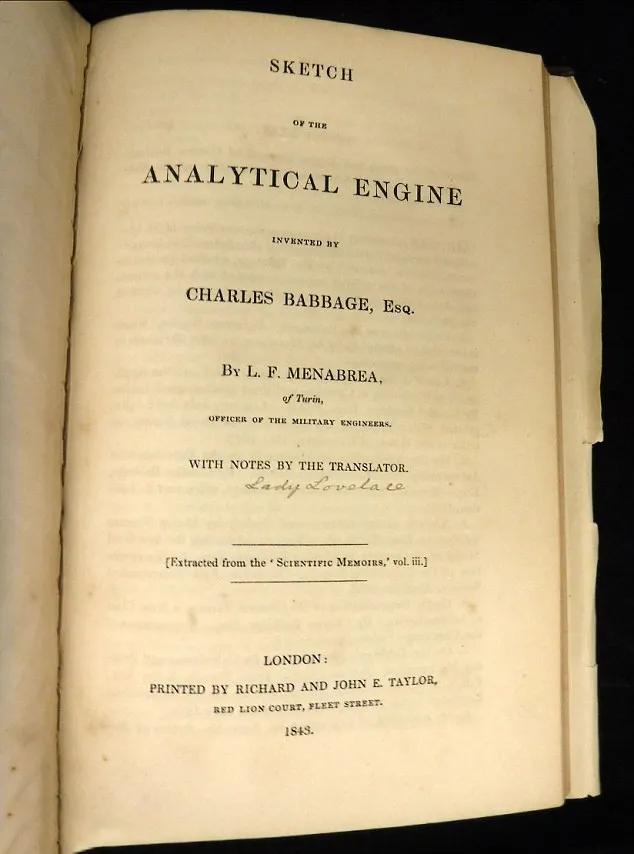 SKETCH
OF THE
ANALYTICAL ENGINE
INVENTED BY
CHARLES BABBAGE, Esq.
By L. F. MENABREA,
of Turin,
OFFICER OF THE MILITARY ENGINEERS.
WITH NOTES BY THE TRANSLATOR.
Lady Lovelace
[Extracted from the ‘Scientific Memoirs,’ vol. iii.]
LONDON:
PRINTED BY RICHARD AND JOHN E. TAYLOR,
RED LION COURT, FLEET STREET.
1843.